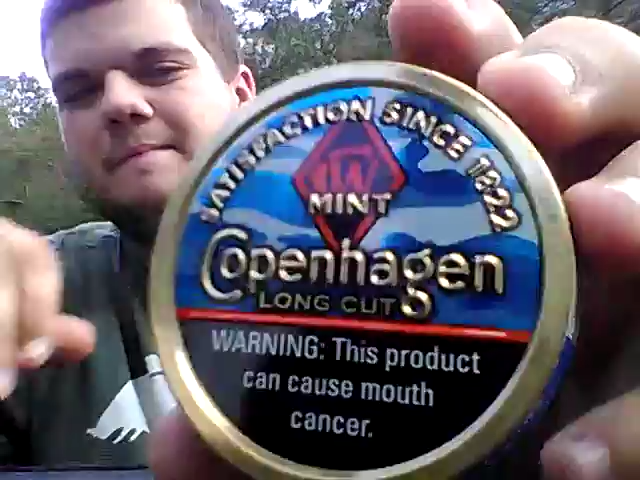 SATISFACTION SINCE 1822
W
MINT
Copenhagen
LONG CUT
WARNING: This product
can cause mouth
cancer.